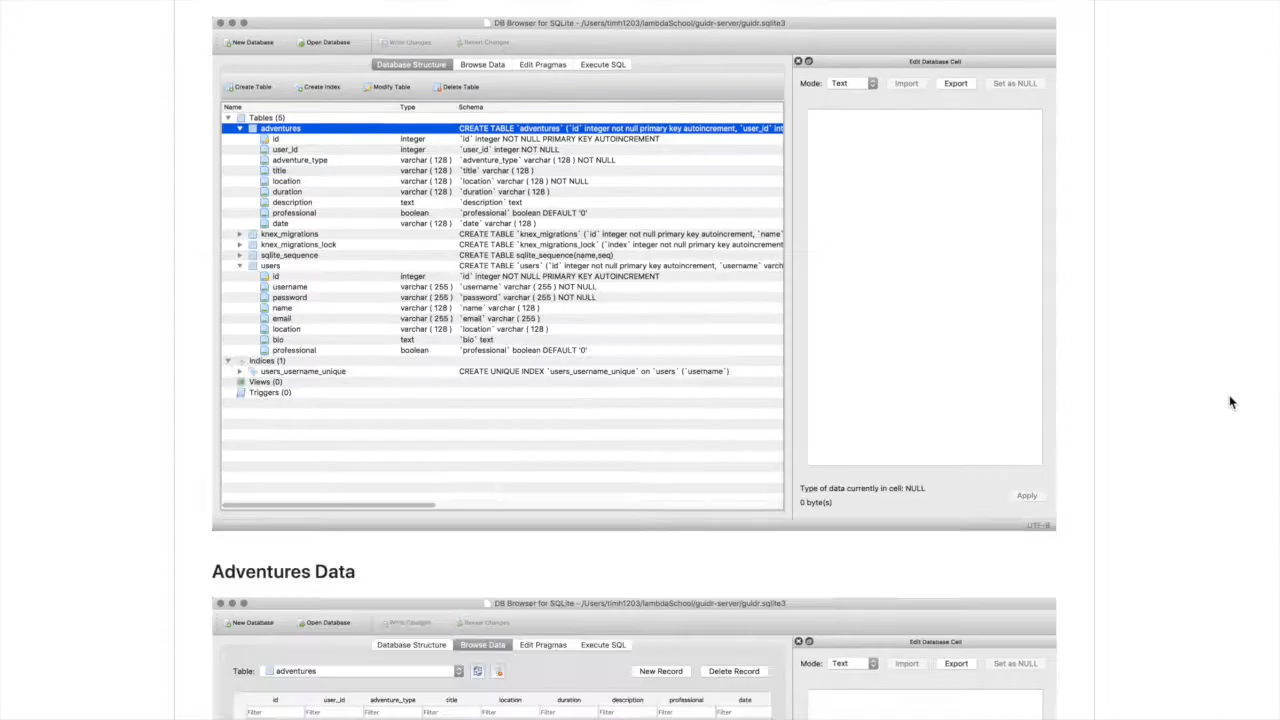 DB Browser for SQLite - /Users/timh1203/lambdaSchool/guidr-server/guidr.sqlite3
New Database Open Database Write Changes Revert Changes
Database Structure Browse Data Edit Pragmas Execute SQL
Create Table Create Index Modify Table Delete Table
Name Type Schema
Tables (5)
adventures CREATE TABLE `adventures` (`id` integer not null primary key autoincrement, `user_id` int
id integer `id` integer NOT NULL PRIMARY KEY AUTOINCREMENT
user_id integer `user_id` integer NOT NULL
adventure_type varchar ( 128 ) `adventure_type` varchar ( 128 ) NOT NULL
title varchar ( 128 ) `title` varchar ( 128 )
location varchar ( 128 ) `location` varchar ( 128 ) NOT NULL
duration varchar ( 128 ) `duration` varchar ( 128 )
description text `description` text
professional boolean `professional` boolean DEFAULT '0'
date varchar ( 128 ) `date` varchar ( 128 )
knex_migrations CREATE TABLE `knex_migrations` (`id` integer not null primary key autoincrement, `name`
knex_migrations_lock CREATE TABLE `knex_migrations_lock` (`index` integer not null primary key autoincrement
sqlite_sequence CREATE TABLE sqlite_sequence(name,seq)
users CREATE TABLE `users` (`id` integer not null primary key autoincrement, `username` varch
id integer `id` integer NOT NULL PRIMARY KEY AUTOINCREMENT
username varchar ( 255 ) `username` varchar ( 255 ) NOT NULL
password varchar ( 255 ) `password` varchar ( 255 ) NOT NULL
name varchar ( 128 ) `name` varchar ( 128 )
email varchar ( 255 ) `email` varchar ( 255 )
location varchar ( 128 ) `location` varchar ( 128 )
bio text `bio` text
professional boolean `professional` boolean DEFAULT '0'
Indices (1)
users_username_unique CREATE UNIQUE INDEX `users_username_unique` on `users` (`username`)
Views (0)
Triggers (0)
Edit Database Cell
Mode: Text Import Export Set as NULL
Type of data currently in cell: NULL
0 byte(s)
Apply
UTF-8
Adventures Data
DB Browser for SQLite - /Users/timh1203/lambdaSchool/guidr-server/guidr.sqlite3
New Database Open Database Write Changes Revert Changes
Database Structure Browse Data Edit Pragmas Execute SQL
Table: adventures New Record Delete Record
id user_id adventure_type title location duration description professional date
Filter Filter Filter Filter Filter Filter Filter Filter Filter
Edit Database Cell
Mode: Text Import Export Set as NULL